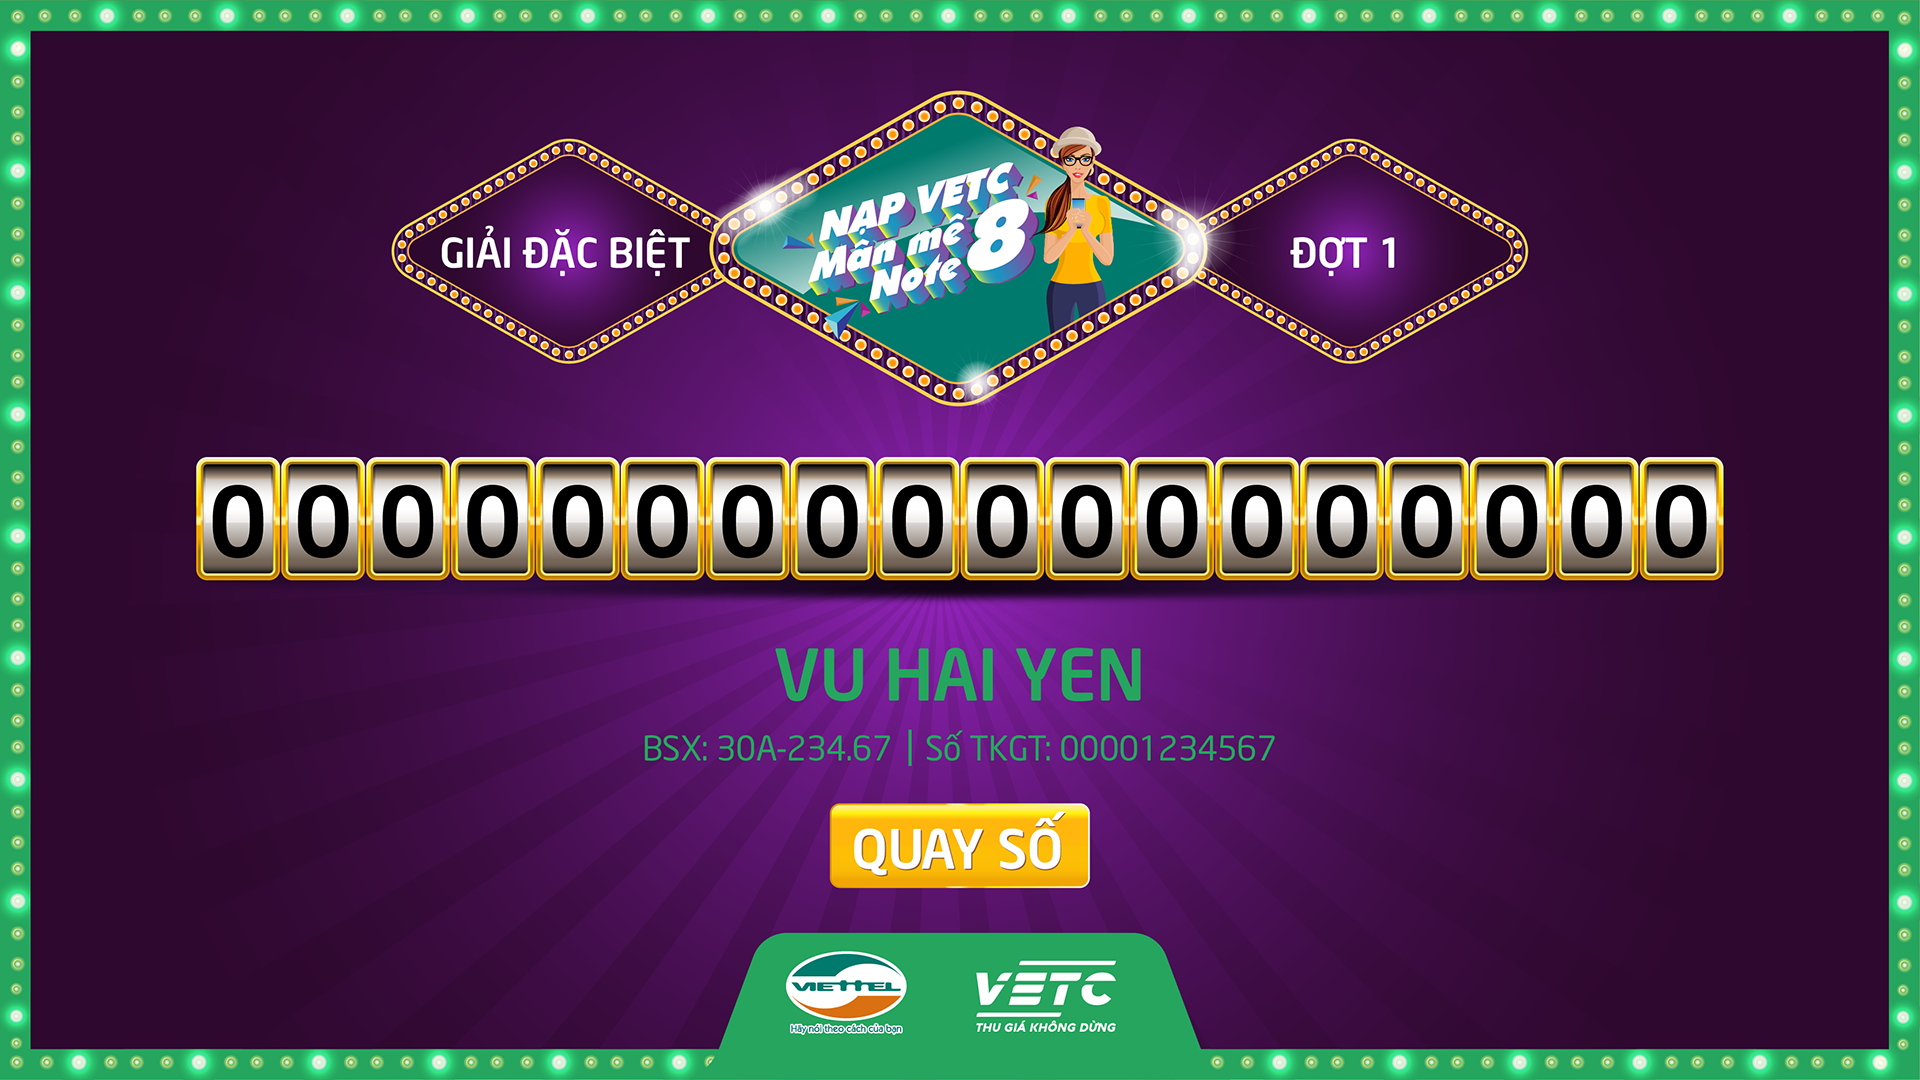 GIẢI ĐẶC BIỆT
NẠP VETC
Mân mê
Note 8
ĐỢT 1
000000000000000000
VU HAI YEN
BSX: 30A-234.67 | Số TKGT: 00001234567
QUAY SỐ
VIETTEL
Hãy nói theo cách của bạn
VETC
THU GIÁ KHÔNG DỪNG